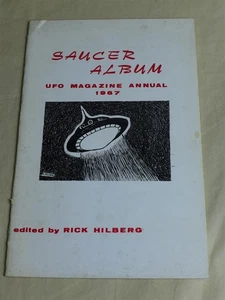 SAUCER
ALBUM
UFO MAGAZINE ANNUAL
1967
edited by RICK HILBERG